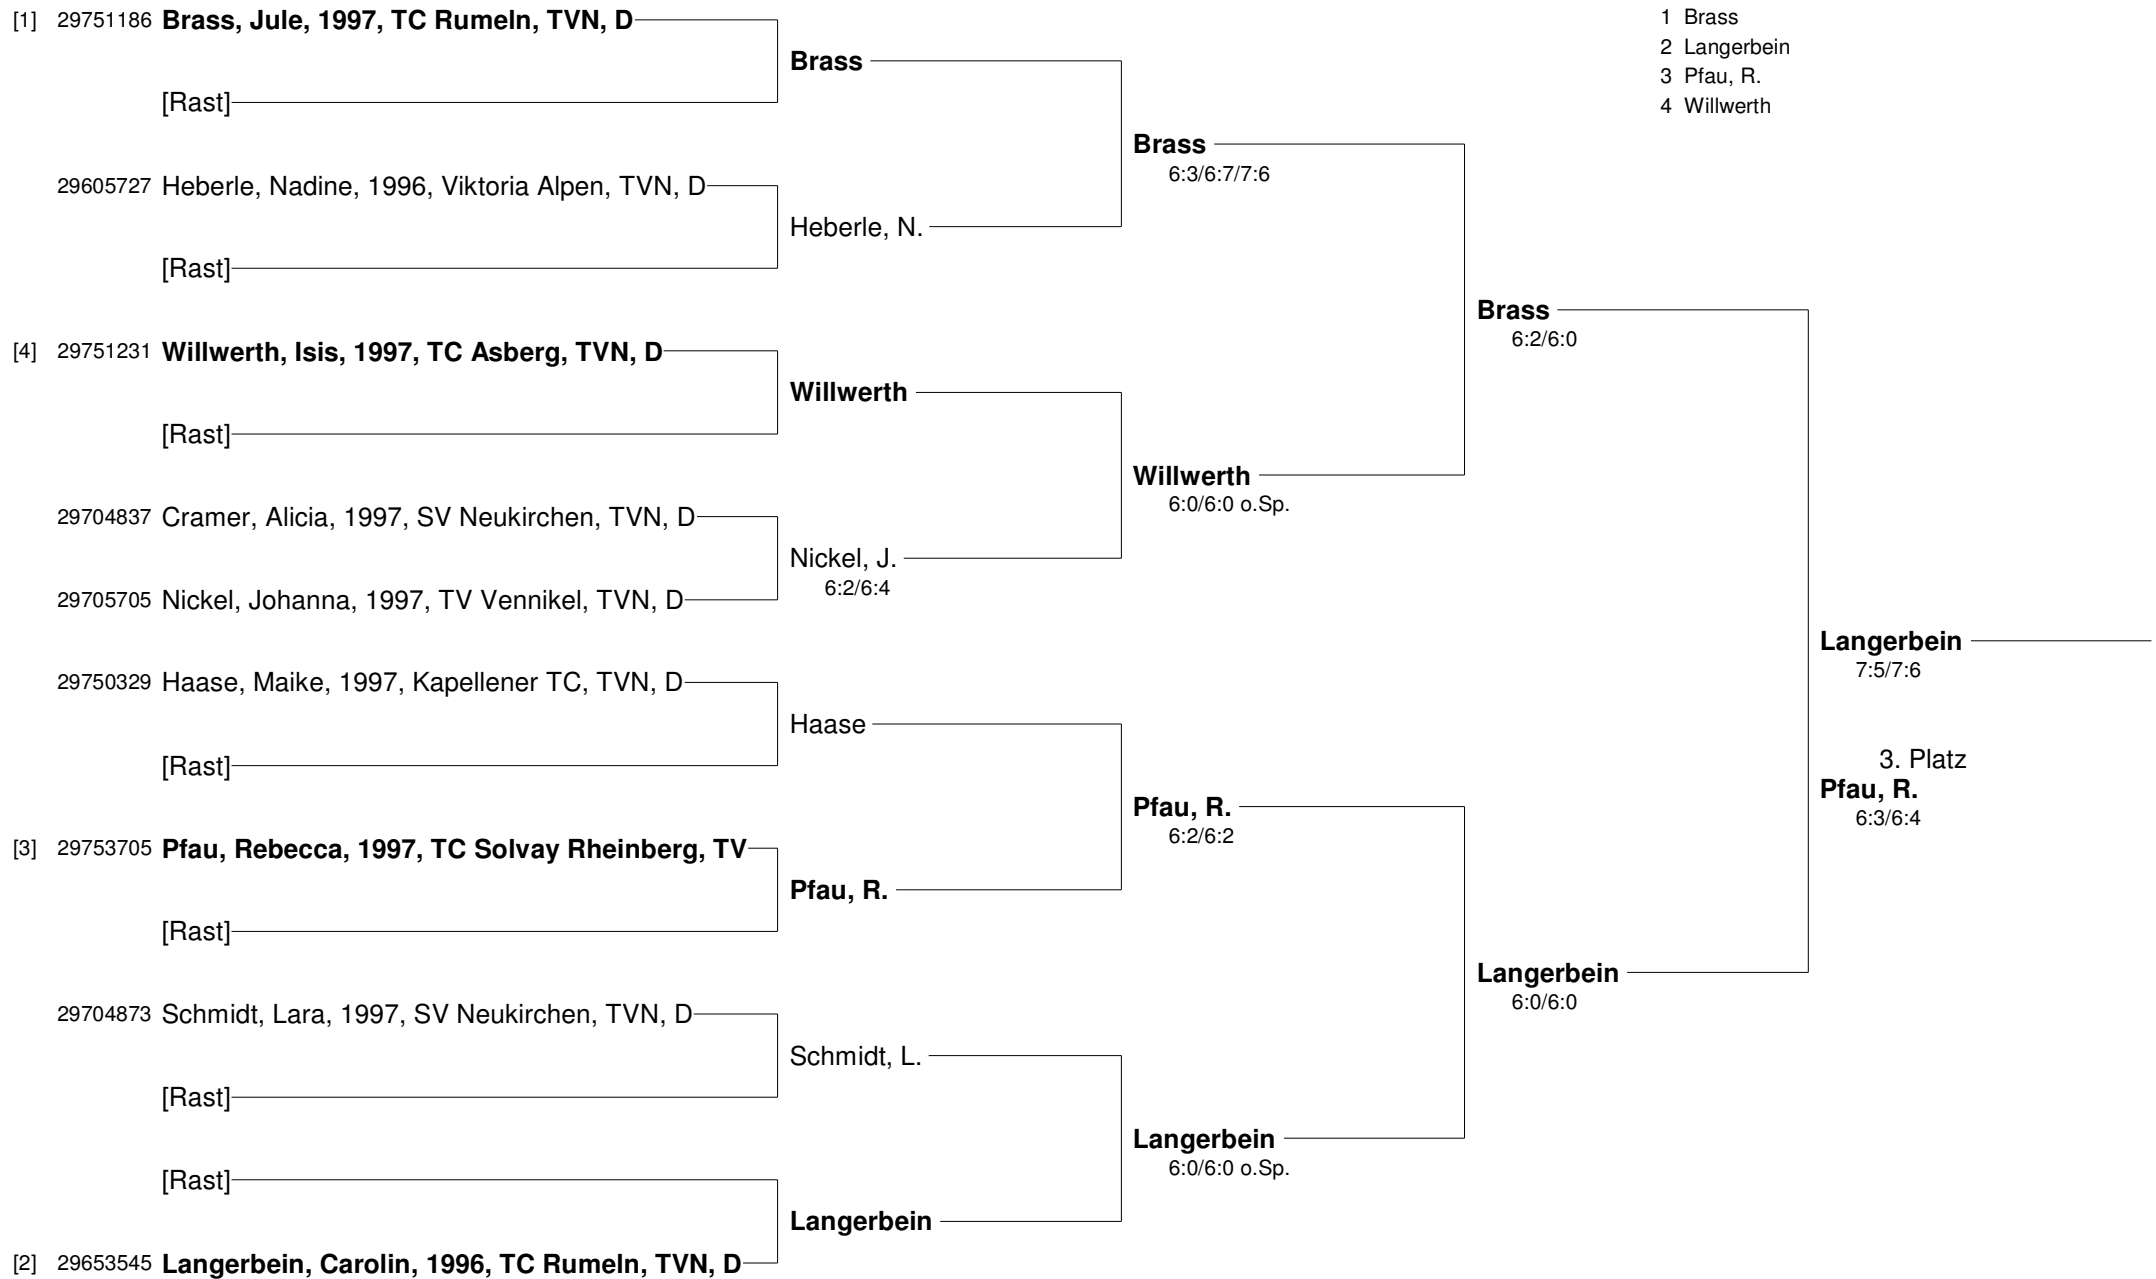 [1] 29751186 Brass, Jule, 1997, TC Rumeln, TVN, D
[Rast]
29605727 Heberle, Nadine, 1996, Viktoria Alpen, TVN, D
[Rast]
[4] 29751231 Willwerth, Isis, 1997, TC Asberg, TVN, D
[Rast]
29704837 Cramer, Alicia, 1997, SV Neukirchen, TVN, D
29705705 Nickel, Johanna, 1997, TV Vennikel, TVN, D
29750329 Haase, Maike, 1997, Kapellener TC, TVN, D
[Rast]
[3] 29753705 Pfau, Rebecca, 1997, TC Solvay Rheinberg, TV
[Rast]
29704873 Schmidt, Lara, 1997, SV Neukirchen, TVN, D
[Rast]
[Rast]
[2] 29653545 Langerbein, Carolin, 1996, TC Rumeln, TVN, D
Brass
Heberle, N.
Willwerth
Nickel, J.
6:2/6:4
Haase
Pfau, R.
Schmidt, L.
Langerbein
Brass
6:3/6:7/7:6
Willwerth
6:0/6:0 o.Sp.
Pfau, R.
6:2/6:2
Langerbein
6:0/6:0 o.Sp.
Brass
6:2/6:0
Langerbein
6:0/6:0
1 Brass
2 Langerbein
3 Pfau, R.
4 Willwerth
Langerbein
7:5/7:6
3. Platz
Pfau, R.
6:3/6:4